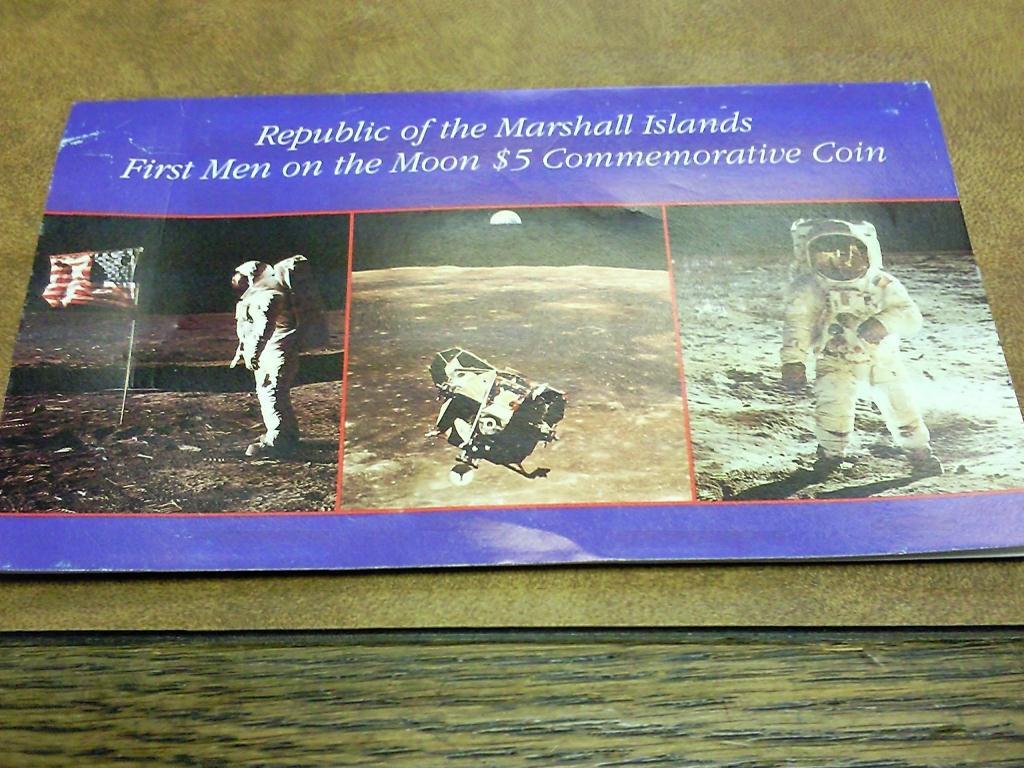 Republic of the Marshall Islands
First Men on the Moon $5 Commemorative Coin